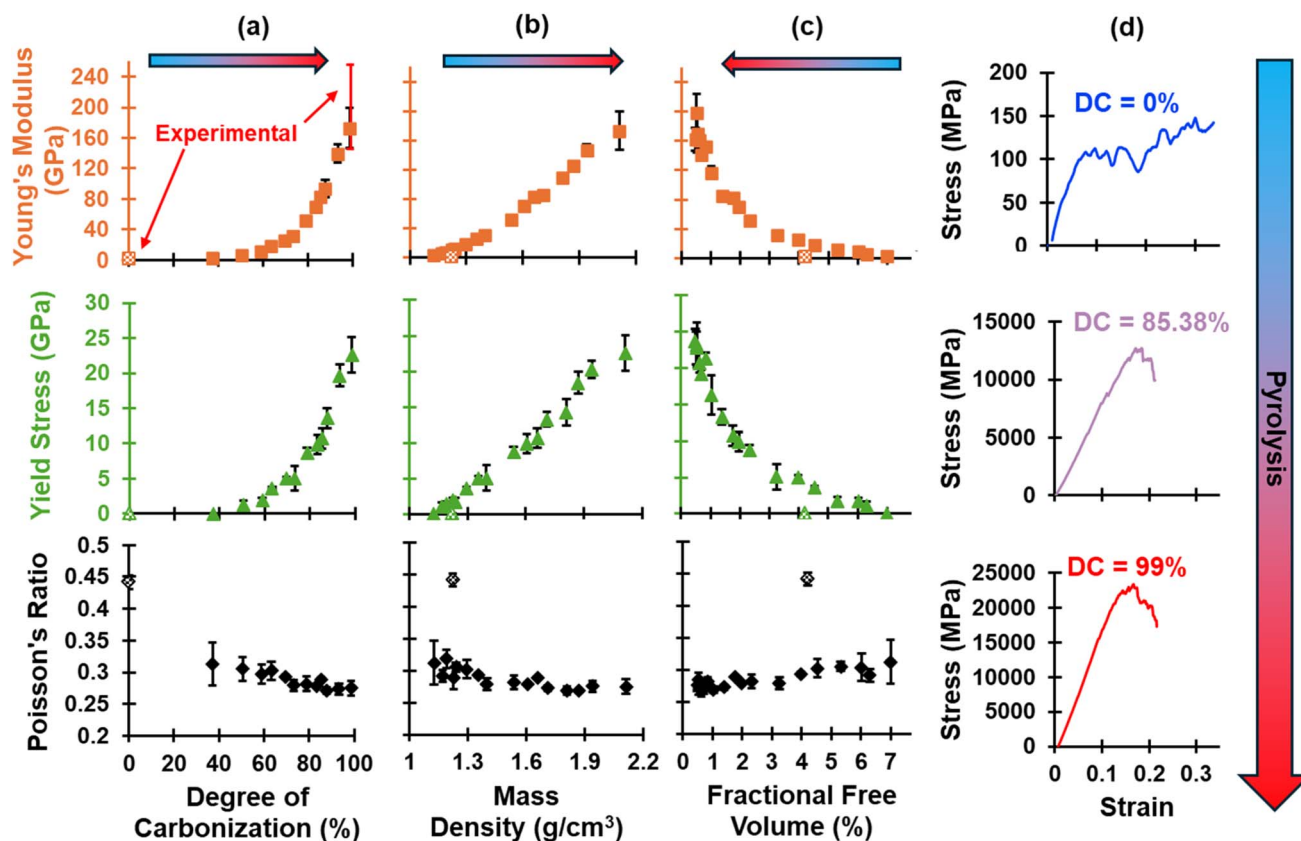 (a)
(b)
(c)
(d)
Young's Modulus
(GPa)
240
200
160
120
80
40
0
Experimental
Stress (MPa)
200
150
100
50
0
DC = 0%
Yield Stress (GPa)
30
25
20
15
10
5
0
Stress (MPa)
15000
10000
5000
0
DC = 85.38%
Pyrolysis
Poisson's Ratio
0.5
0.45
0.4
0.35
0.3
0.25
0.2
Stress (MPa)
25000
20000
15000
10000
5000
0
DC = 99%
0 20 40 60 80 100
1 1.3 1.6 1.9 2.2
0 1 2 3 4 5 6 7
0 0.1 0.2 0.3
Degree of
Carbonization (%)
Mass
Density (g/cm³)
Fractional Free
Volume (%)
Strain